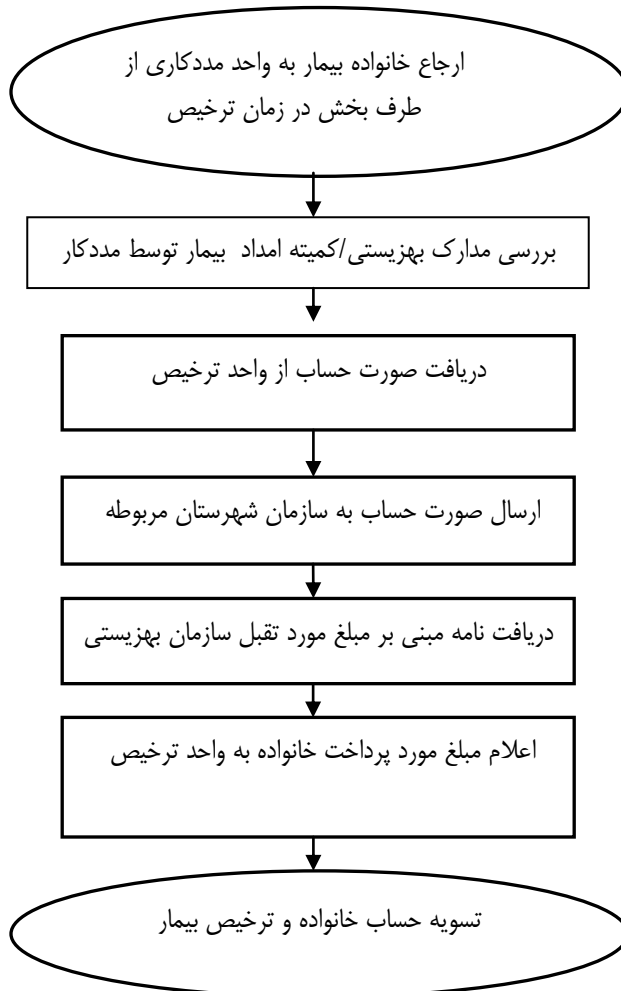 ارجاع خانواده بیمار به واحد مددکاری از
طرف بخش در زمان ترخیص
بررسی مدارک بهزیستی/کمیته امداد بیمار توسط مددکار
دریافت صورت حساب از واحد ترخیص
ارسال صورت حساب به سازمان شهرستان مربوطه
دریافت نامه مبنی بر مبلغ مورد تقبل سازمان بهزیستی
اعلام مبلغ مورد پرداخت خانواده به واحد ترخیص
تسویه حساب خانواده و ترخیص بیمار